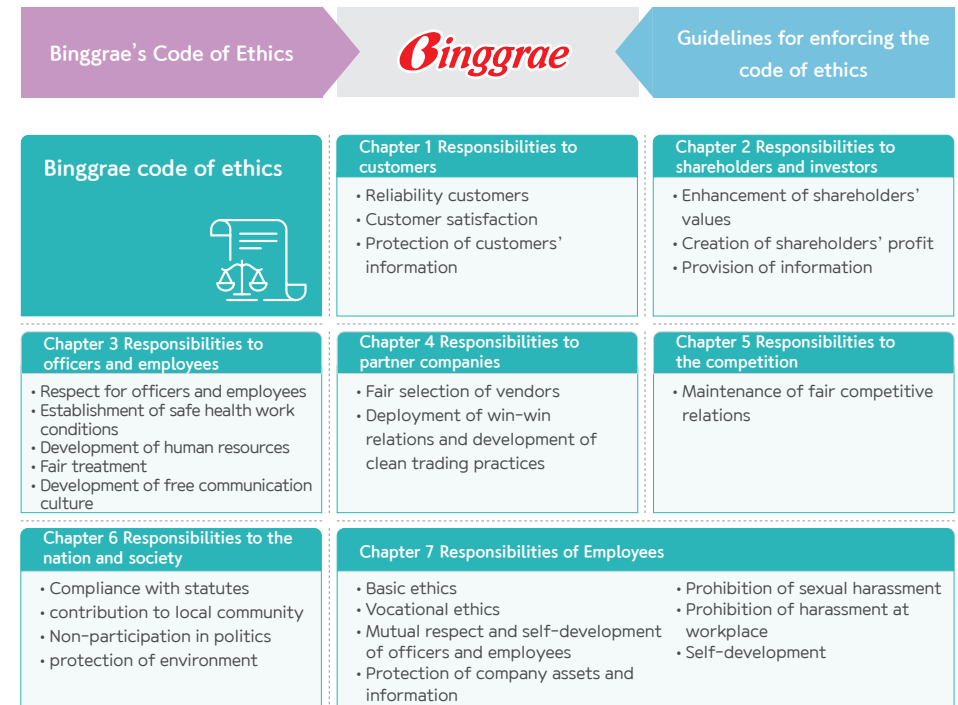 Binggrae's Code of Ethics
Binggrae
Guidelines for enforcing the
code of ethics
Binggrae code of ethics
Chapter 1 Responsibilities to
customers
• Reliability customers
• Customer satisfaction
• Protection of customers'
information
Chapter 2 Responsibilities to
shareholders and investors
• Enhancement of shareholders'
values
• Creation of shareholders' profit
• Provision of information
Chapter 3 Responsibilities to
officers and employees
• Respect for officers and employees
• Establishment of safe health work
conditions
• Development of human resources
• Fair treatment
• Development of free communication
culture
Chapter 4 Responsibilities to
partner companies
• Fair selection of vendors
• Deployment of win-win
relations and development of
clean trading practices
Chapter 5 Responsibilities to
the competition
• Maintenance of fair competitive
relations
Chapter 6 Responsibilities to the
nation and society
• Compliance with statutes
• contribution to local community
• Non-participation in politics
• protection of environment
Chapter 7 Responsibilities of Employees
• Basic ethics
• Vocational ethics
• Mutual respect and self-development
of officers and employees
• Protection of company assets and
information
• Prohibition of sexual harassment
• Prohibition of harassment at
workplace
• Self-development